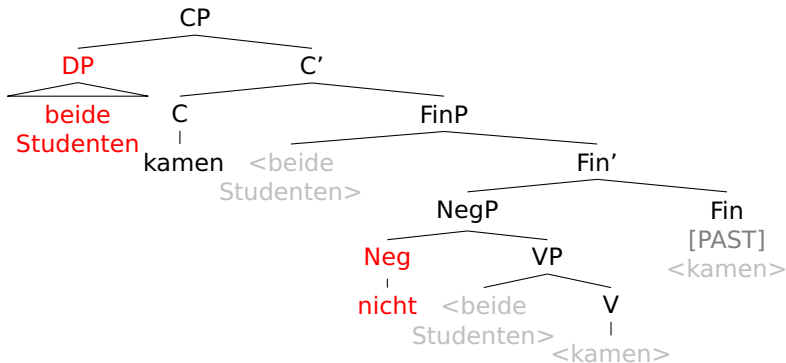 CP
DP C’
beide
Studenten
C FinP
kamen
<beide
Studenten>
Fin’
NegP Fin
[PAST]
<kamen>
Neg VP
nicht
<beide
Studenten>
V
<kamen>